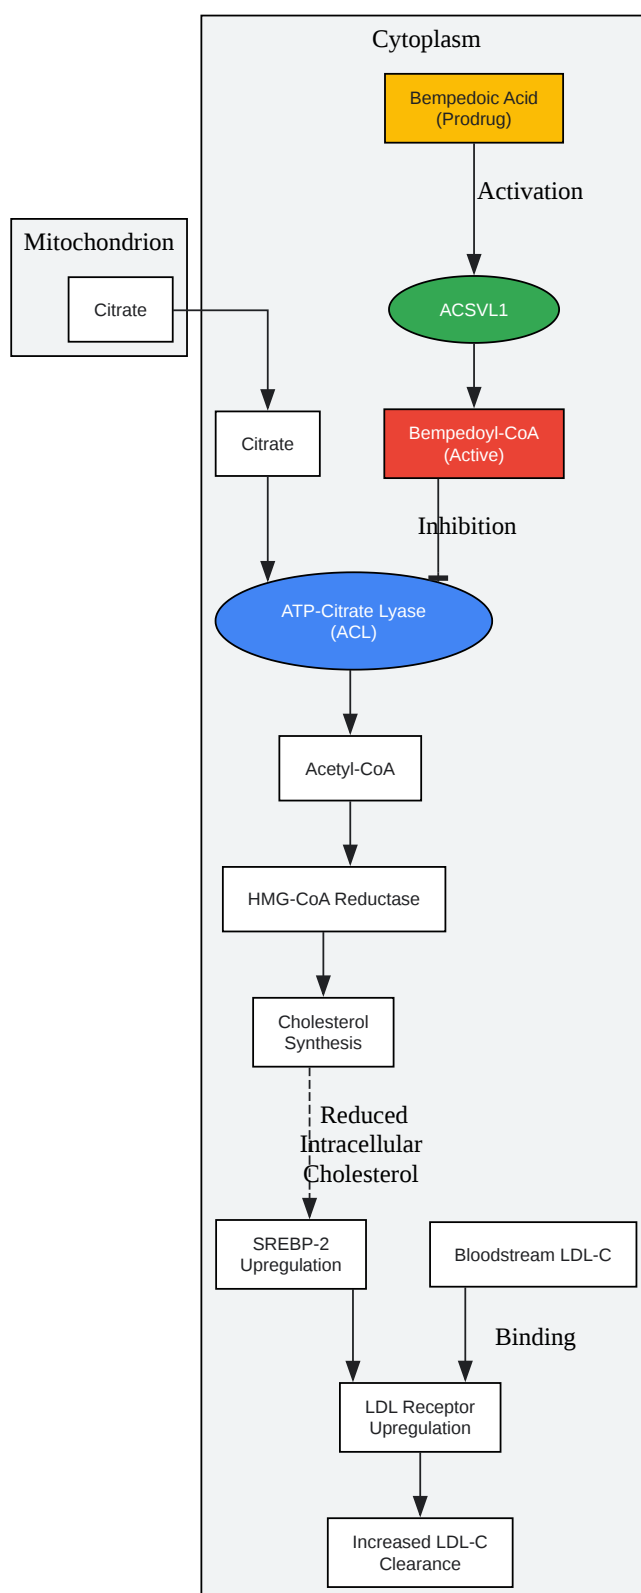 Cytoplasm
Bempedoic Acid
(Prodrug)
Activation
Mitochondrion
Citrate
ACSVL1
Citrate
Bempedoyl-CoA
(Active)
Inhibition
ATP-Citrate Lyase
(ACL)
Acetyl-CoA
HMG-CoA Reductase
Cholesterol
Synthesis
Reduced
Intracellular
Cholesterol
SREBP-2
Upregulation
Bloodstream LDL-C
Binding
LDL Receptor
Upregulation
Increased LDL-C
Clearance